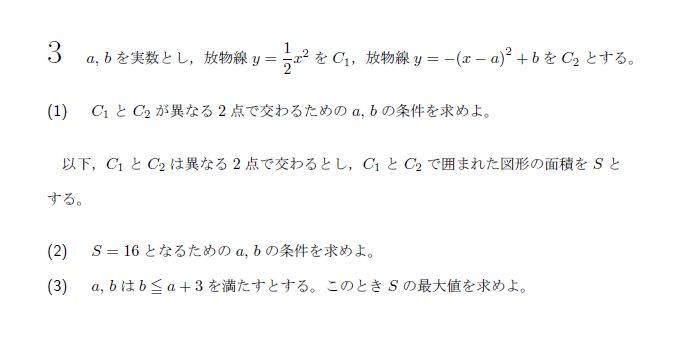 3 a, b を実数とし，放物線 y = \frac{1}{2}x^2 を C_1，放物線 y = −(x − a)^2 + b を C_2 とする。
(1) C_1 と C_2 が異なる 2 点で交わるための a, b の条件を求めよ。
以下，C_1 と C_2 は異なる 2 点で交わるとし，C_1 と C_2 で囲まれた図形の面積を S と
する。
(2) S = 16 となるための a, b の条件を求めよ。
(3) a, b は b ≦ a + 3 を満たすとする。このとき S の最大値を求めよ。